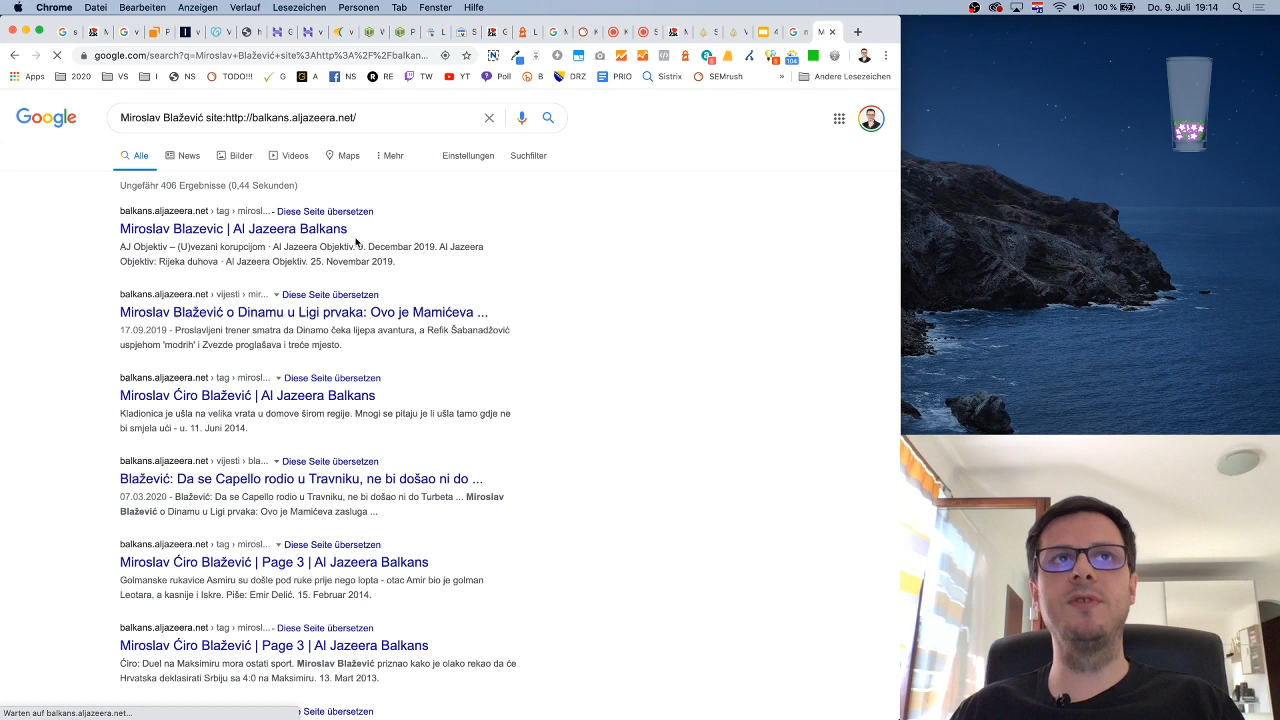 Chrome Datei Bearbeiten Anzeigen Verlauf Lesezeichen Personen Tab Fenster Hilfe 100 % Do. 9. Juli 19:14
google.com/search?q=Miroslav+Blažević+site%3Ahttp%3A%2F%2Fbalkan...
Apps 2020 VS I NS TODO!!! G A NS RE TW YT Poll B DRZ PRIO Sistrix SEMrush » Andere Lesezeichen
Google Miroslav Blažević site:http://balkans.aljazeera.net/
Alle News Bilder Videos Maps Mehr Einstellungen Suchfilter
Ungefähr 406 Ergebnisse (0,44 Sekunden)
balkans.aljazeera.net › tag › mirosl... - Diese Seite übersetzen
Miroslav Blazevic | Al Jazeera Balkans
AJ Objektiv – (U)vezani korupcijom · Al Jazeera Objektiv. 9. Decembar 2019. Al Jazeera
Objektiv: Rijeka duhova · Al Jazeera Objektiv. 25. Novembar 2019.
balkans.aljazeera.net › vijesti › mir... Diese Seite übersetzen
Miroslav Blažević o Dinamu u Ligi prvaka: Ovo je Mamićeva ...
17.09.2019 - Proslavljeni trener smatra da Dinamo čeka lijepa avantura, a Refik Šabanadžović
uspjehom 'modrih' i Zvezde proglašava i treće mjesto.
balkans.aljazeera.net › tag › mirosl... Diese Seite übersetzen
Miroslav Ćiro Blažević | Al Jazeera Balkans
Kladionica je ušla na velika vrata u domove širom regije. Mnogi se pitaju je li ušla tamo gdje ne
bi smjela ući - u. 11. Juni 2014.
balkans.aljazeera.net › vijesti › bla... Diese Seite übersetzen
Blažević: Da se Capello rodio u Travniku, ne bi došao ni do ...
07.03.2020 - Blažević: Da se Capello rodio u Travniku, ne bi došao ni do Turbeta ... Miroslav
Blažević o Dinamu u Ligi prvaka: Ovo je Mamićeva zasluga ...
balkans.aljazeera.net › tag › mirosl... Diese Seite übersetzen
Miroslav Ćiro Blažević | Page 3 | Al Jazeera Balkans
Golmanske rukavice Asmiru su došle pod ruke prije nego lopta - otac Amir bio je golman
Leotara, a kasnije i Iskre. Piše: Emir Delić. 15. Februar 2014.
balkans.aljazeera.net › tag › mirosl... - Diese Seite übersetzen
Miroslav Ćiro Blažević | Page 3 | Al Jazeera Balkans
Ćiro: Duel na Maksimiru mora ostati sport. Miroslav Blažević priznao kako je olako rekao da će
Hrvatska deklasirati Srbiju sa 4:0 na Maksimiru. 13. Mart 2013.
Diese Seite übersetzen
Warten auf balkans.aljazeera.net...